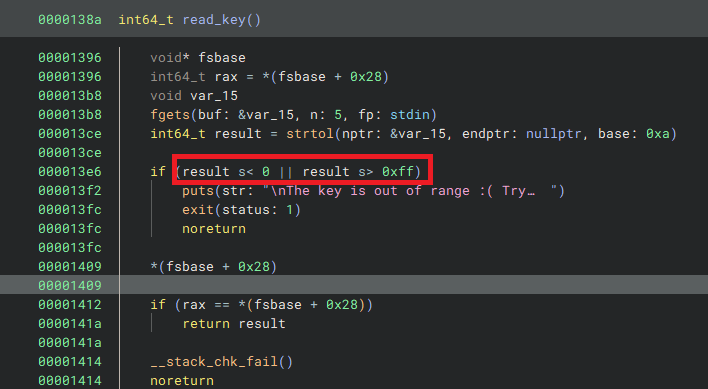 0000138a int64_t read_key()
00001396 void* fsbase
00001396 int64_t rax = *(fsbase + 0x28)
000013b8 void var_15
000013b8 fgets(buf: &var_15, n: 5, fp: stdin)
000013ce int64_t result = strtol(nptr: &var_15, endptr: nullptr, base: 0xa)
000013ce
000013e6 if (result s< 0 || result s> 0xff)
000013f2 puts(str: "\nThe key is out of range :( Try… ")
000013fc exit(status: 1)
000013fc noreturn
000013fc
00001409 *(fsbase + 0x28)
00001409
00001412 if (rax == *(fsbase + 0x28))
0000141a return result
0000141a
00001414 __stack_chk_fail()
00001414 noreturn